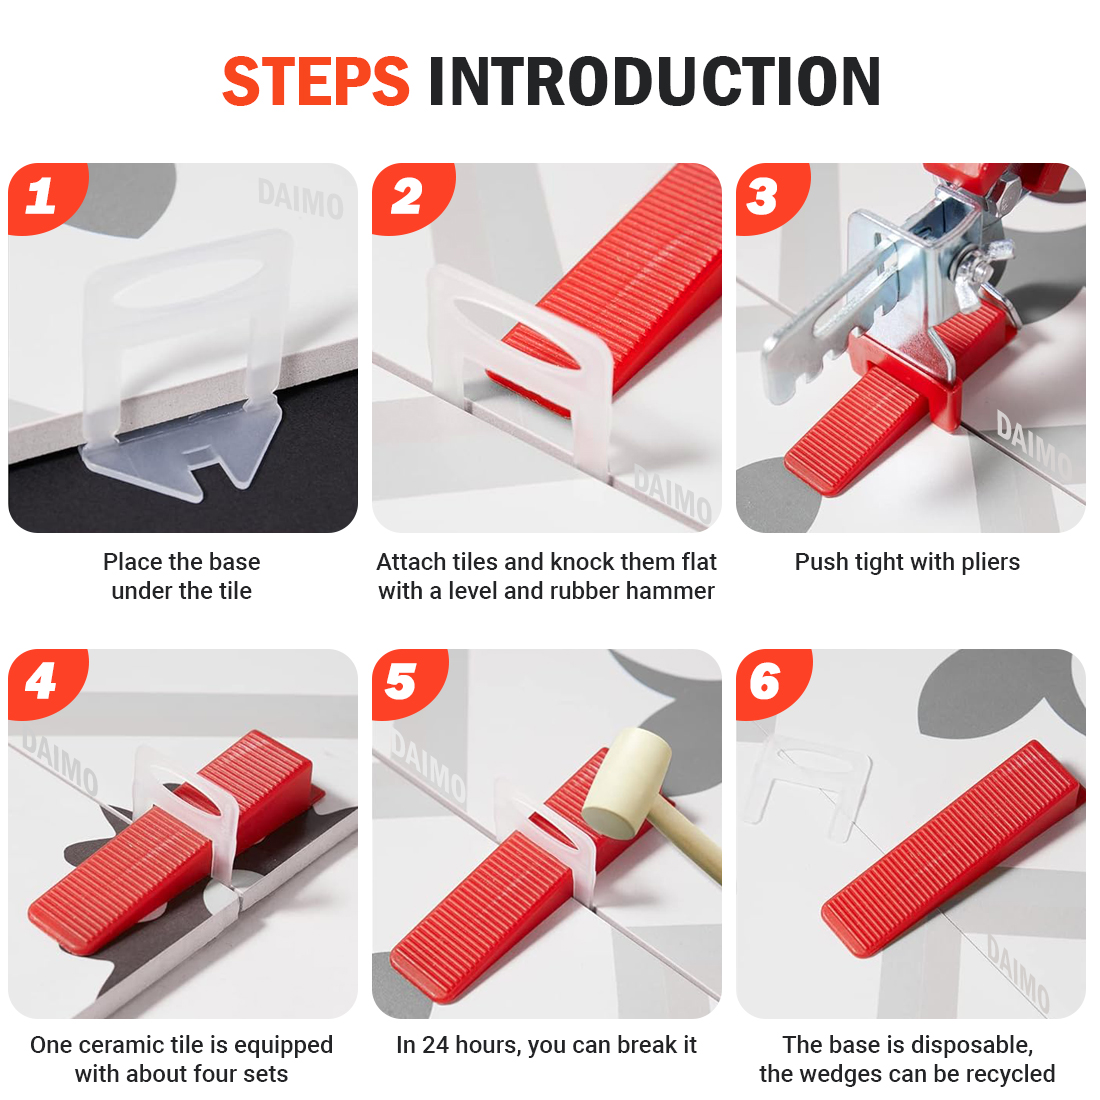 STEPS INTRODUCTION
1
DAIMO
2
DAIMO
3
DAIMO
Place the base
under the tile
Attach tiles and knock them flat
with a level and rubber hammer
Push tight with pliers
4
DAIMO
5
DAIMO
6
DAIMO
One ceramic tile is equipped
with about four sets
In 24 hours, you can break it
The base is disposable,
the wedges can be recycled